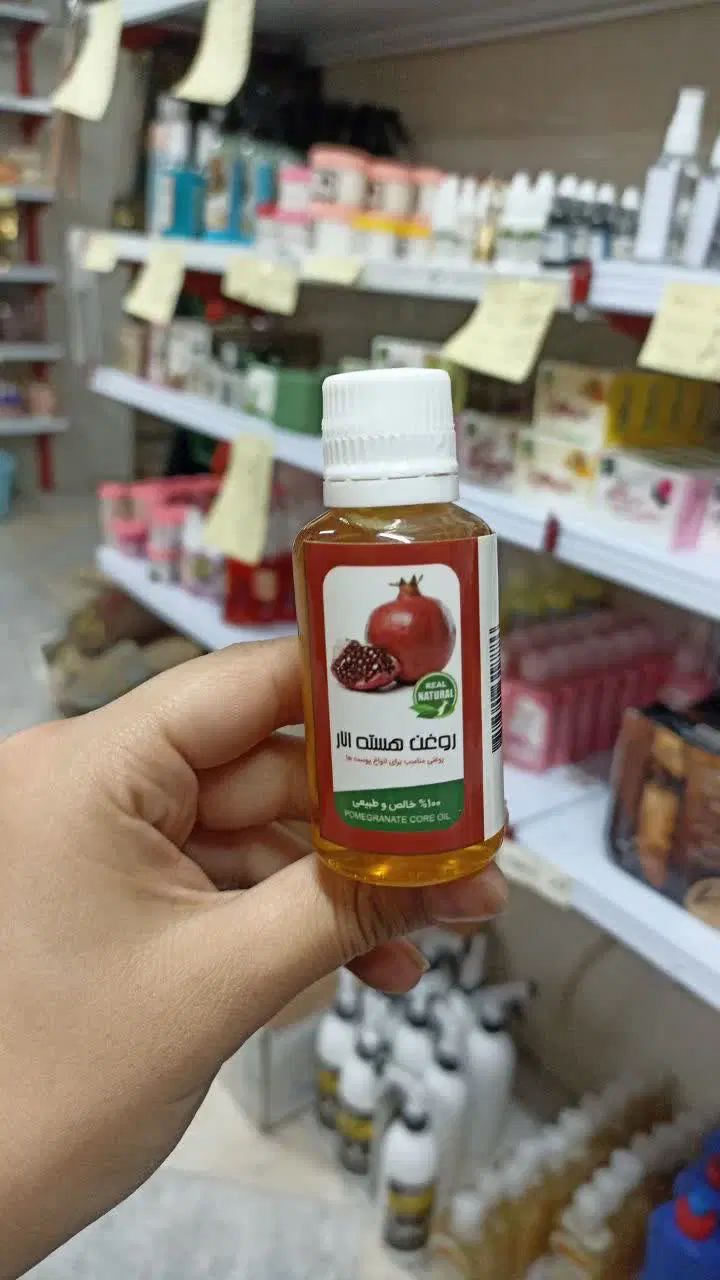 REAL
NATURAL
روغن هسته انار
روغنی مناسب برای انواع پوست ها
%۱۰۰ خالص و طبیعی
POMEGRANATE CORE OIL